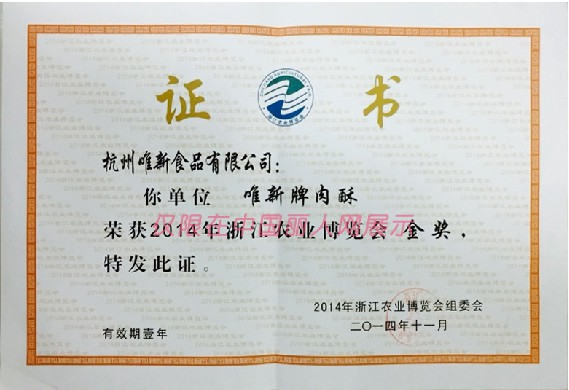 证 书
杭州唯新食品有限公司：
你单位 唯新牌肉酥
荣获2014年浙江农业博览会 金奖，
仅限在中国丽人网展示
特发此证。
2014年浙江农业博览会组委会
二〇一四年十一月
有效期壹年